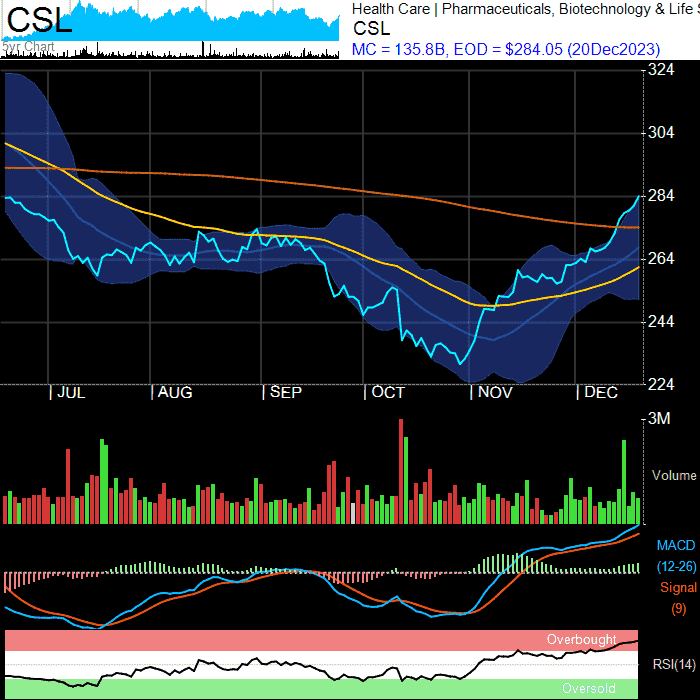 CSL
5yr Chart
Health Care | Pharmaceuticals, Biotechnology & Life S
CSL
MC = 135.8B, EOD = $284.05 (20Dec2023)
324
304
284
264
244
224
| JUL | AUG | SEP | OCT | NOV | DEC
3M
Volume
MACD
(12-26)
Signal
(9)
Overbought
RSI(14)
Oversold